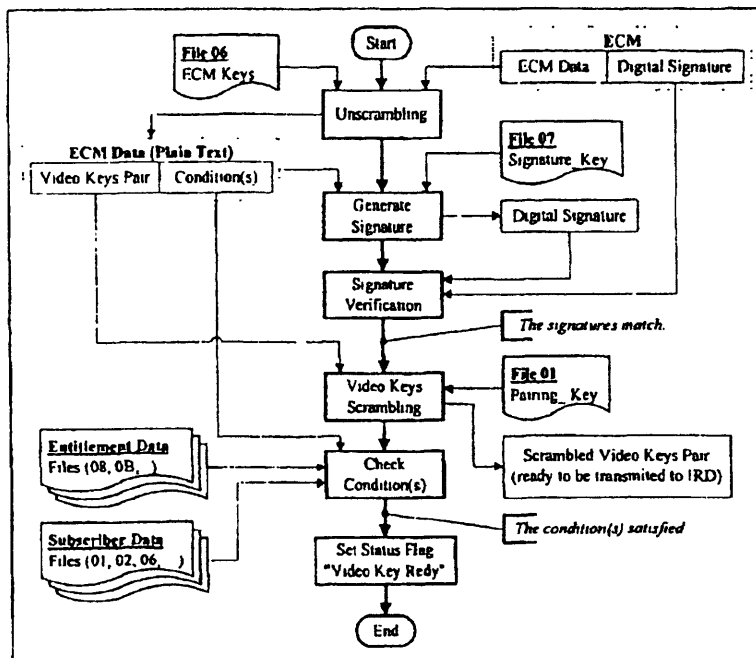 Start
File 06
ECM Keys
ECM
ECM Data
Digital Signature
Unscrambling
ECM Data (Plain Text)
Video Keys Pair
Condition(s)
File 07
Signature_Key
Generate
Signature
Digital Signature
Signature
Verification
The signatures match.
Video Keys
Scrambling
File 01
Pairing_ Key
Entitlement Data
Files (08, 0B, )
Check
Condition(s)
Scrambled Video Keys Pair
(ready to be transmited to IRD)
The condition(s) satisfied
Subscriber Data
Files (01, 02, 06, )
Set Status Flag
"Video Key Redy"
End